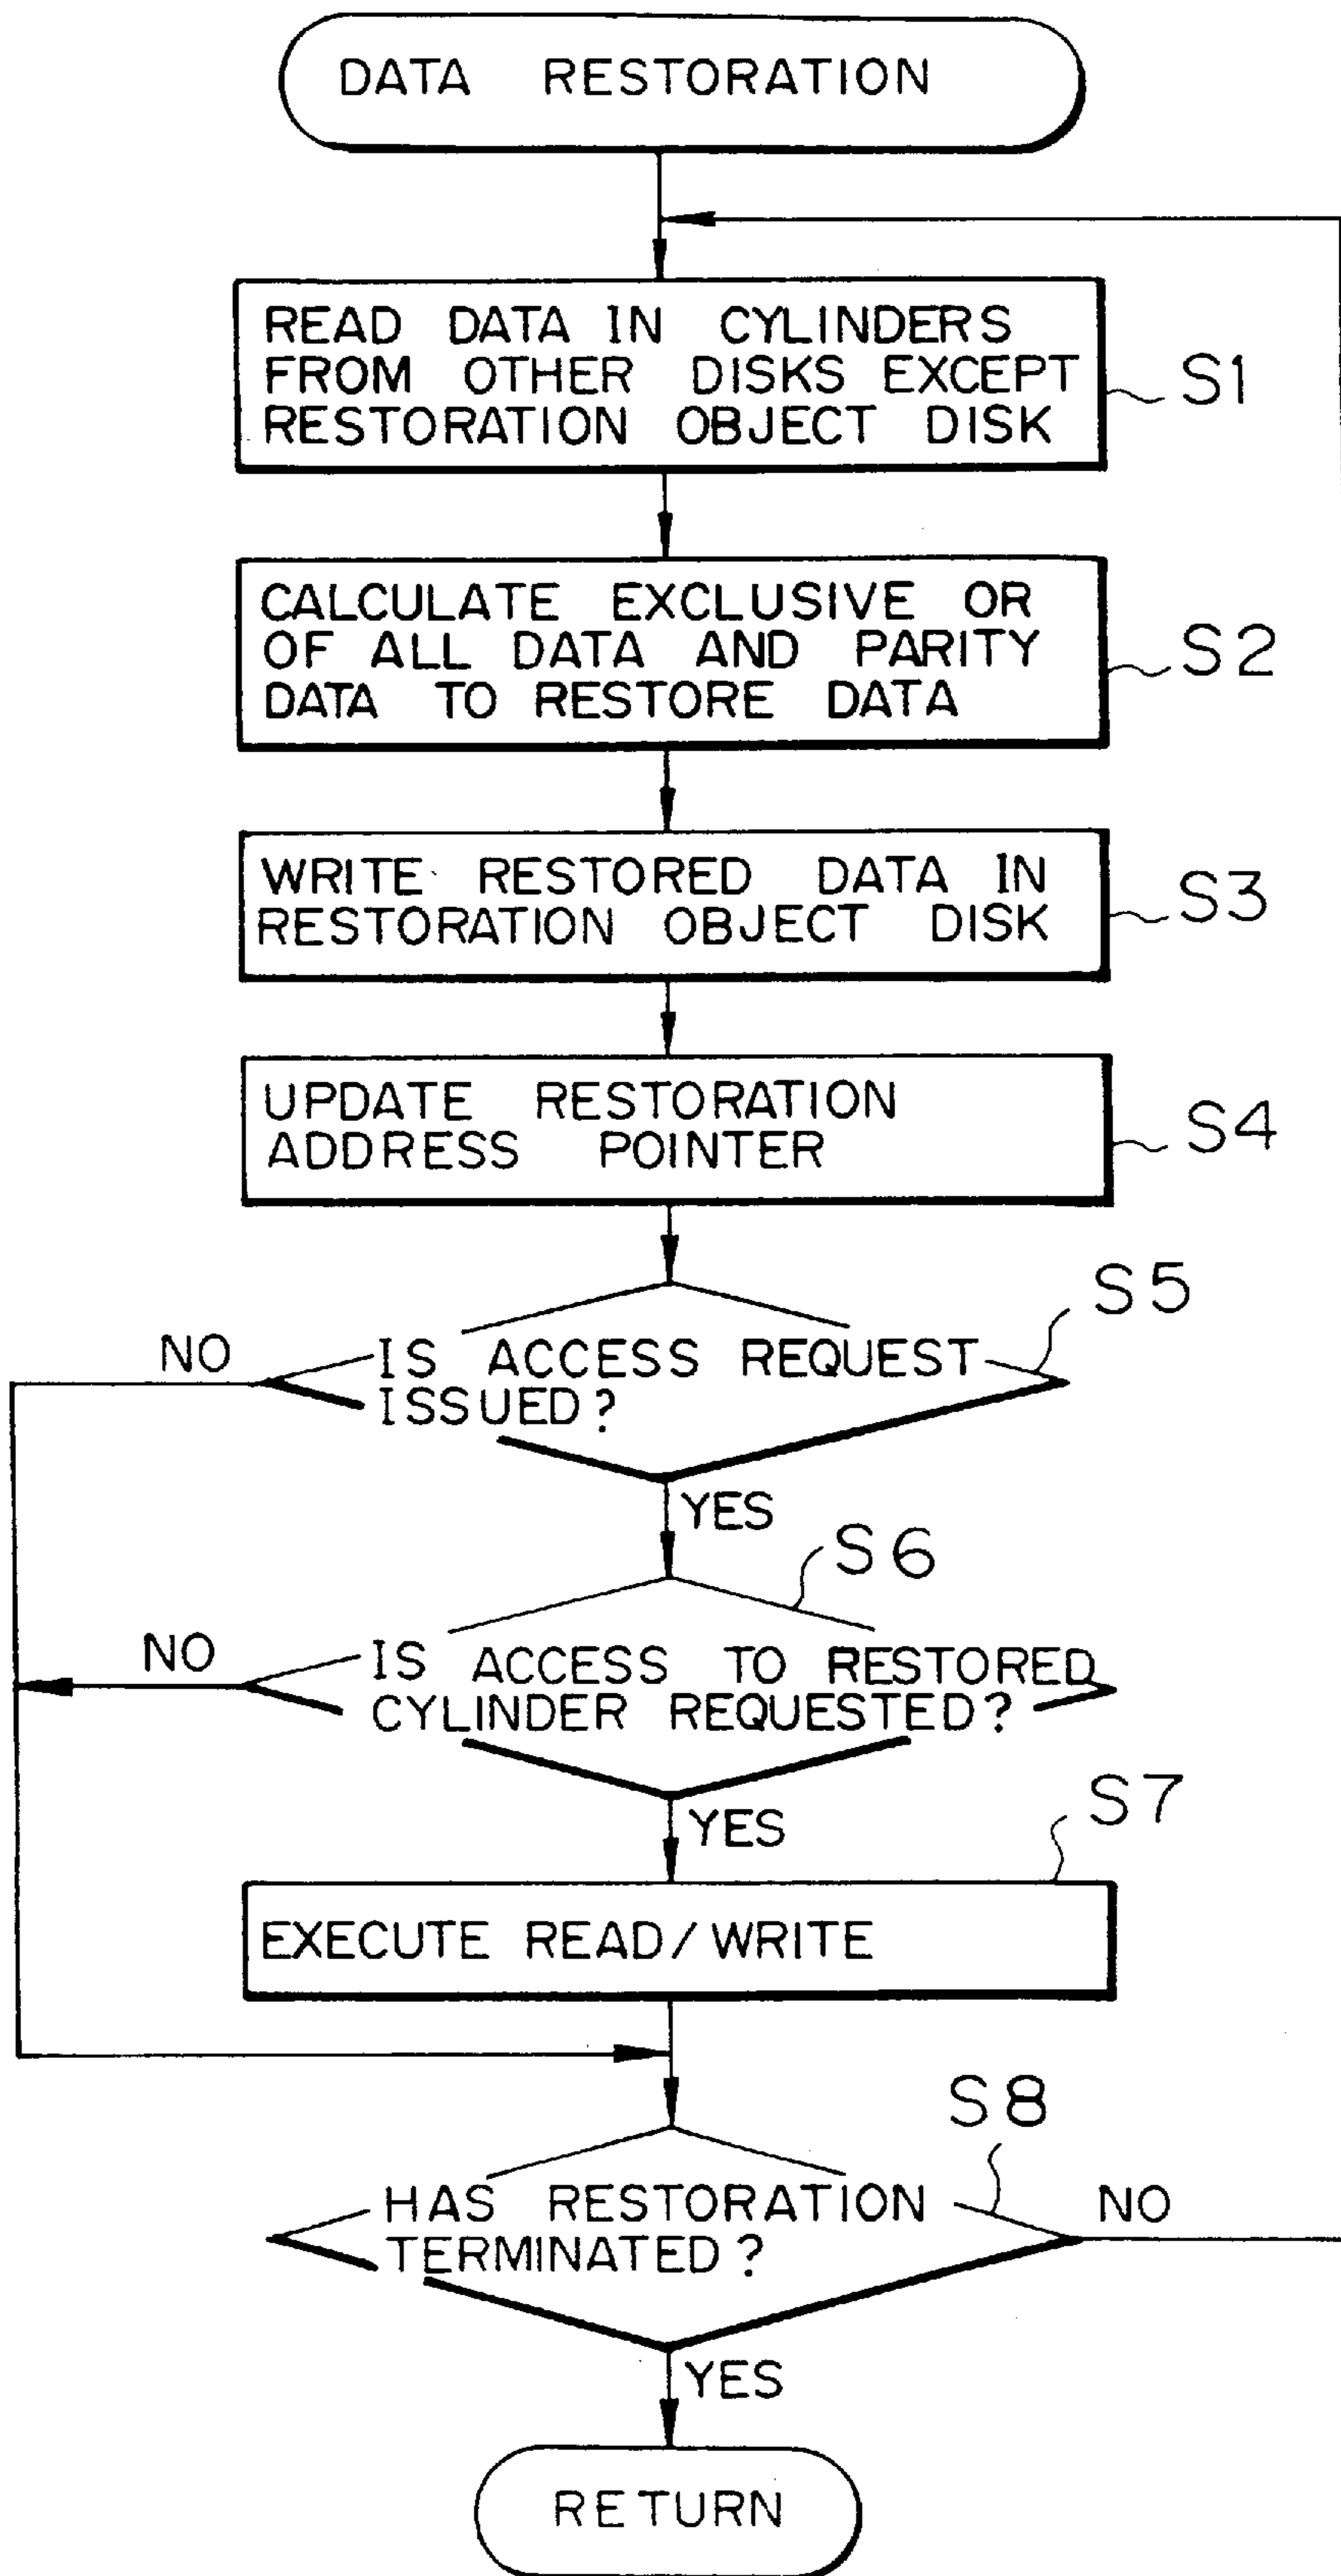 DATA RESTORATION
READ DATA IN CYLINDERS
FROM OTHER DISKS EXCEPT
RESTORATION OBJECT DISK
S1
CALCULATE EXCLUSIVE OR
OF ALL DATA AND PARITY
DATA TO RESTORE DATA
S2
WRITE RESTORED DATA IN
RESTORATION OBJECT DISK
S3
UPDATE RESTORATION
ADDRESS POINTER
S4
S5
NO
IS ACCESS REQUEST
ISSUED?
YES
S6
NO
IS ACCESS TO RESTORED
CYLINDER REQUESTED?
YES
S7
EXECUTE READ/WRITE
S8
HAS RESTORATION
TERMINATED?
NO
YES
RETURN